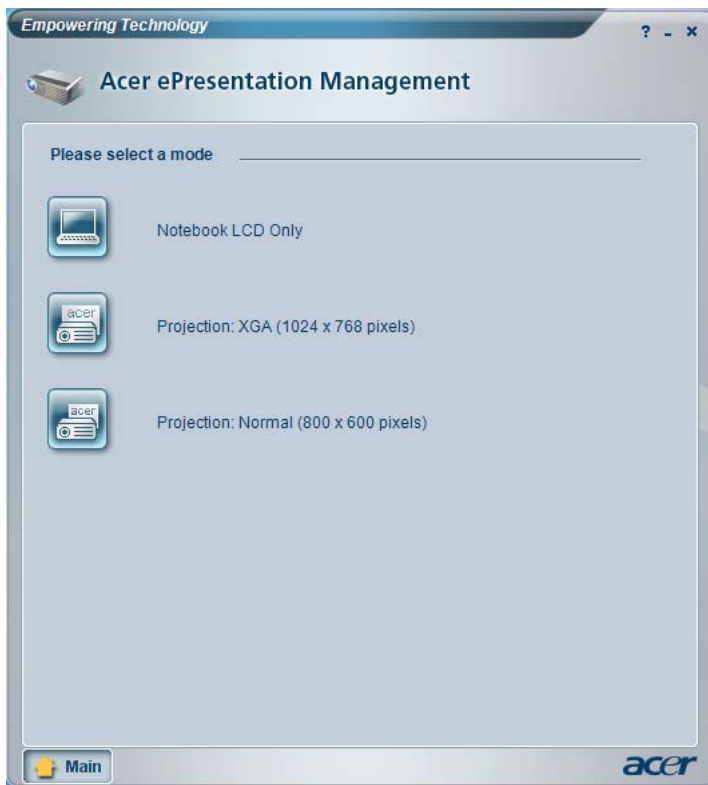 Empowering Technology
? - ×
Acer ePresentation Management
Please select a mode
Notebook LCD Only
acer
Projection: XGA (1024 x 768 pixels)
acer
Projection: Normal (800 x 600 pixels)
Main
acer